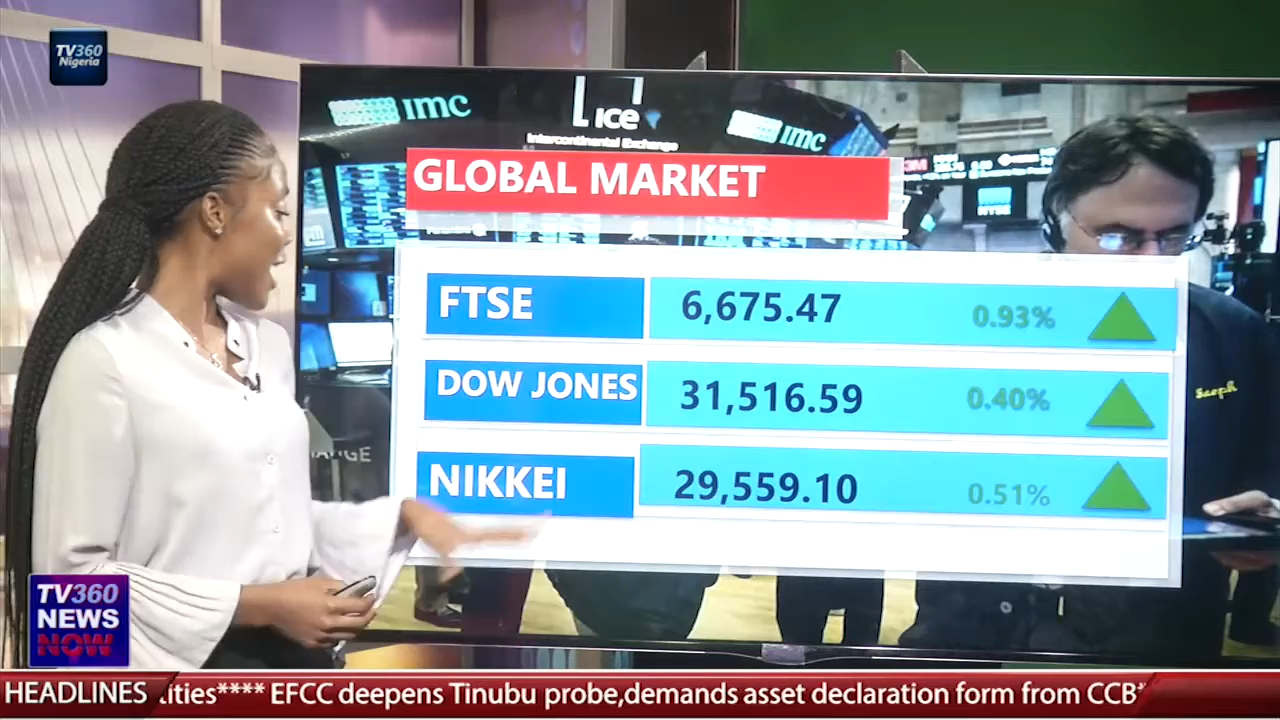 TV360
Nigeria
IMC
ICE
Intercontinental Exchange
IMC
GLOBAL MARKET
FTSE
6,675.47
0.93%
DOW JONES
31,516.59
0.40%
NIKKEI
29,559.10
0.51%
TV360
NEWS
NOW
HEADLINES
ities**** EFCC deepens Tinubu probe,demands asset declaration form from CCB*